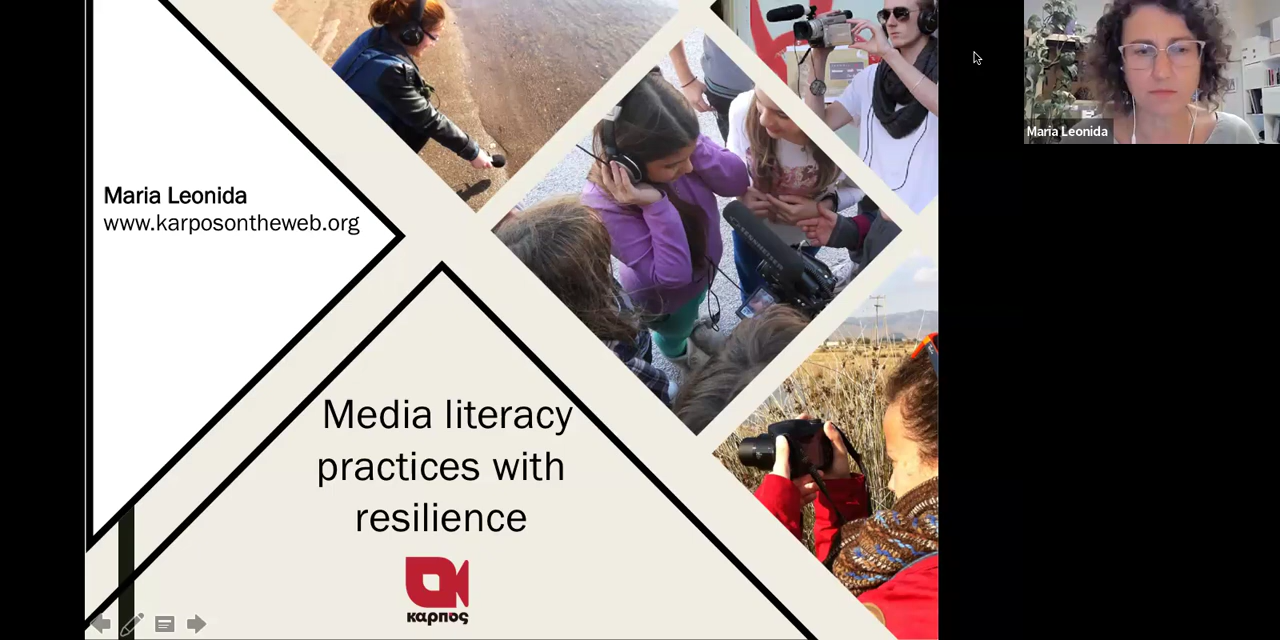 Maria Leonida
www.karposontheweb.org
Media literacy
practices with
resilience
καρπος
Maria Leonida